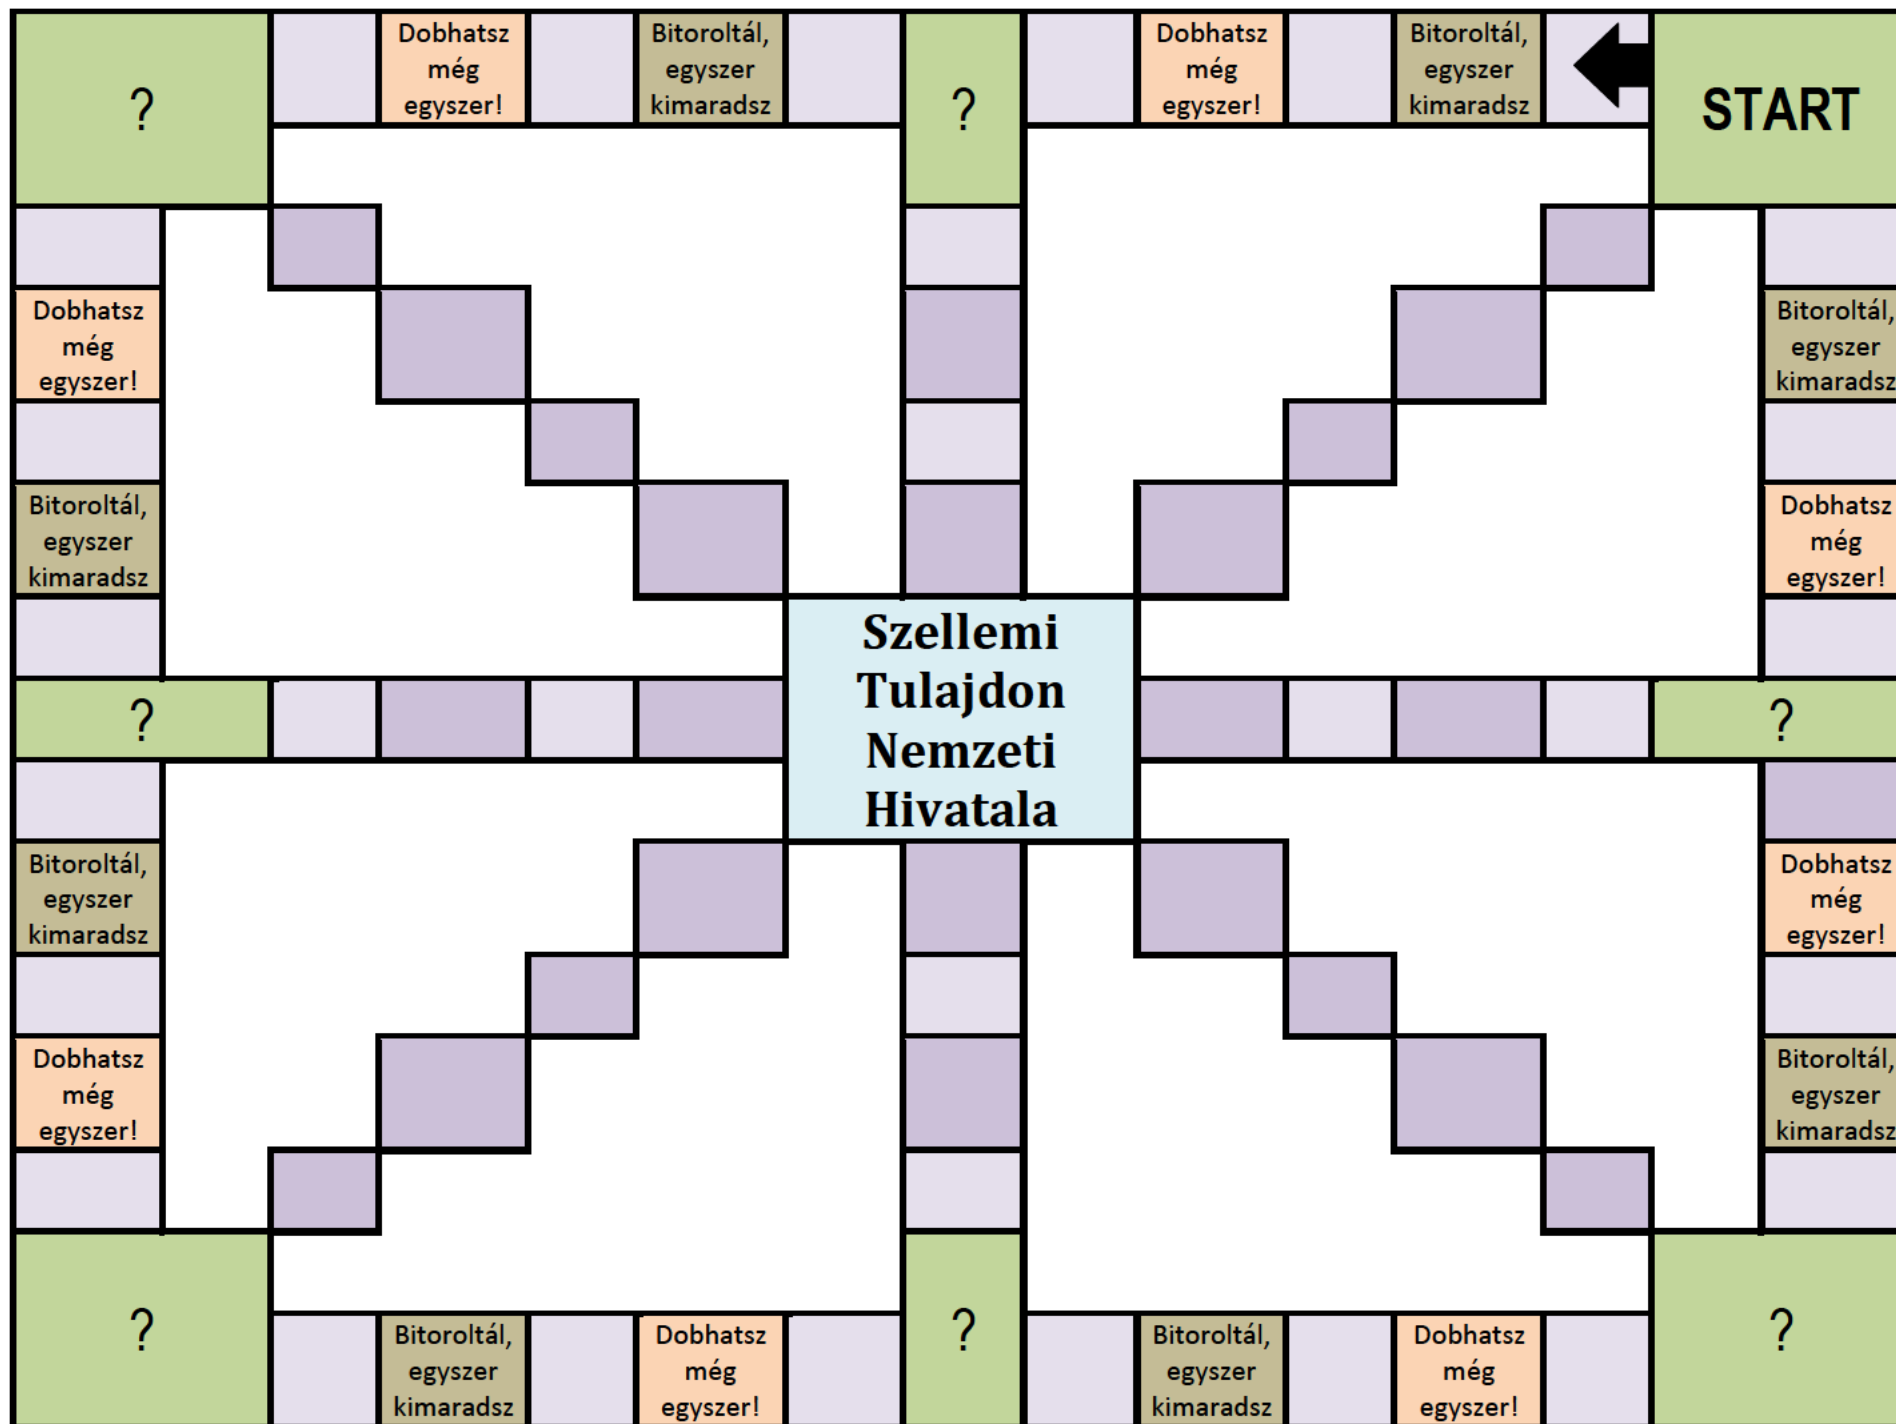 ?
Dobhatsz
még
egyszer!
Bitoroltál,
egyszer
kimaradsz
?
Dobhatsz
még
egyszer!
Bitoroltál,
egyszer
kimaradsz
START
Dobhatsz
még
egyszer!
Bitoroltál,
egyszer
kimaradsz
Bitoroltál,
egyszer
kimaradsz
Dobhatsz
még
egyszer!
Szellemi
Tulajdon
Nemzeti
Hivatala
?
?
Bitoroltál,
egyszer
kimaradsz
Dobhatsz
még
egyszer!
Dobhatsz
még
egyszer!
Bitoroltál,
egyszer
kimaradsz
?
Bitoroltál,
egyszer
kimaradsz
Dobhatsz
még
egyszer!
?
Bitoroltál,
egyszer
kimaradsz
Dobhatsz
még
egyszer!
?